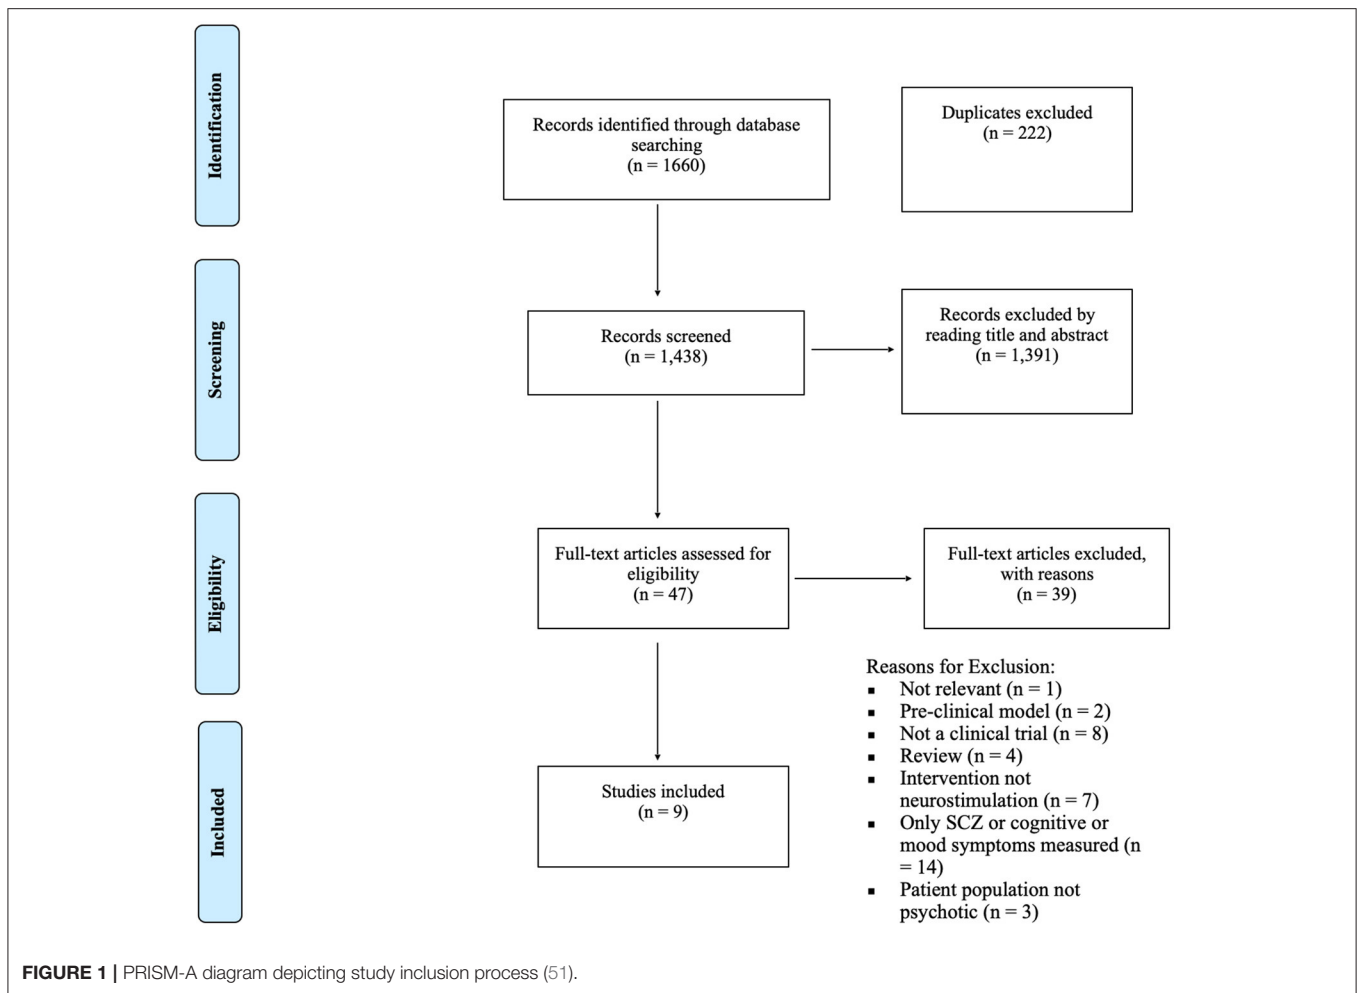 Identification
Records identified through database
searching
(n = 1660)
Duplicates excluded
(n = 222)
Screening
Records screened
(n = 1,438)
Records excluded by
reading title and abstract
(n = 1,391)
Eligibility
Full-text articles assessed for
eligibility
(n = 47)
Full-text articles excluded,
with reasons
(n = 39)
Reasons for Exclusion:
▪ Not relevant (n = 1)
▪ Pre-clinical model (n = 2)
▪ Not a clinical trial (n = 8)
▪ Review (n = 4)
▪ Intervention not
neurostimulation (n = 7)
▪ Only SCZ or cognitive or
mood symptoms measured (n
= 14)
▪ Patient population not
psychotic (n = 3)
Included
Studies included
(n = 9)
FIGURE 1 | PRISM-A diagram depicting study inclusion process (51).